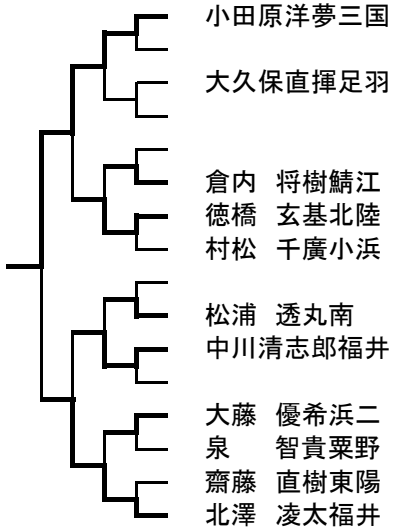 小田原洋夢三国
大久保直揮足羽
倉内 将樹鯖江
徳橋 玄基北陸
村松 千廣小浜
松浦 透丸南
中川清志郎福井
大藤 優希浜二
泉 智貴粟野
齋藤 直樹東陽
北澤 凌太福井